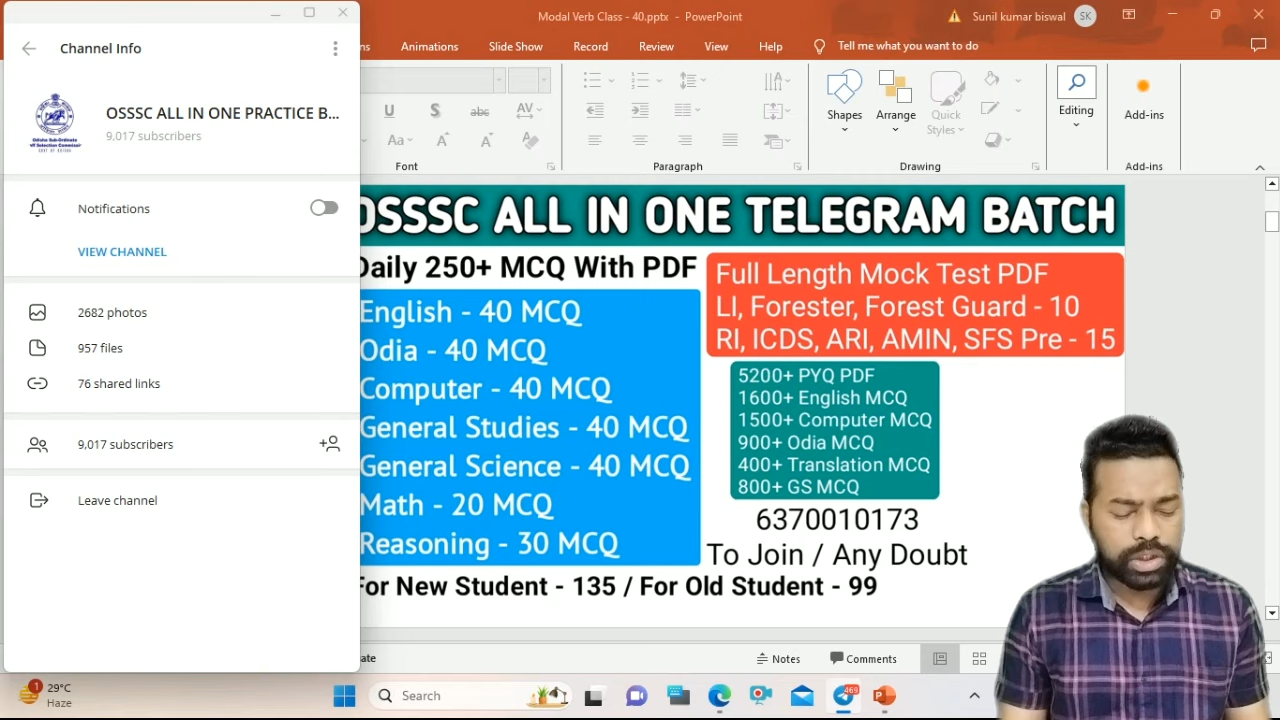 Channel Info
OSSSC ALL IN ONE PRACTICE B...
9,017 subscribers
Notifications
VIEW CHANNEL
2682 photos
957 files
76 shared links
9,017 subscribers
Leave channel
Modal Verb Class - 40.pptx - PowerPoint
Sunil kumar biswal
SK
ns
Animations
Slide Show
Record
Review
View
Help
Tell me what you want to do
Shapes
Arrange
Quick
Styles
Editing
Add-ins
Font
Paragraph
Drawing
Add-ins
OSSSC ALL IN ONE TELEGRAM BATCH
Daily 250+ MCQ With PDF
English - 40 MCQ
Odia - 40 MCQ
Computer - 40 MCQ
General Studies - 40 MCQ
General Science - 40 MCQ
Math - 20 MCQ
Reasoning - 30 MCQ
Full Length Mock Test PDF
LI, Forester, Forest Guard - 10
RI, ICDS, ARI, AMIN, SFS Pre - 15
5200+ PYQ PDF
1600+ English MCQ
1500+ Computer MCQ
900+ Odia MCQ
400+ Translation MCQ
800+ GS MCQ
6370010173
To Join / Any Doubt
For New Student - 135 / For Old Student - 99
ate
Notes
Comments
1
29°C
Haze
Search
469